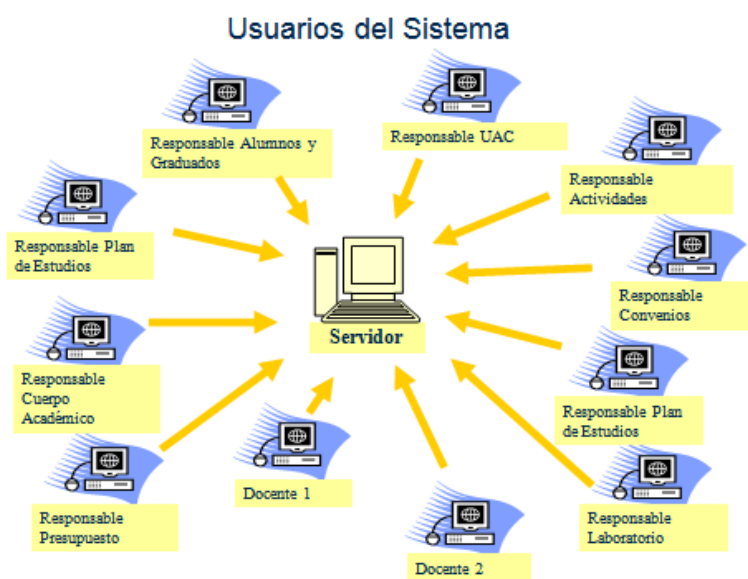 Usuarios del Sistema
Responsable Alumnos y
Graduados
Responsable UAC
Responsable
Actividades
Responsable Plan
de Estudios
Responsable
Convenios
Servidor
Responsable
Cuerpo
Académico
Responsable Plan
de Estudios
Docente 1
Responsable
Presupuesto
Docente 2
Responsable
Laboratorio